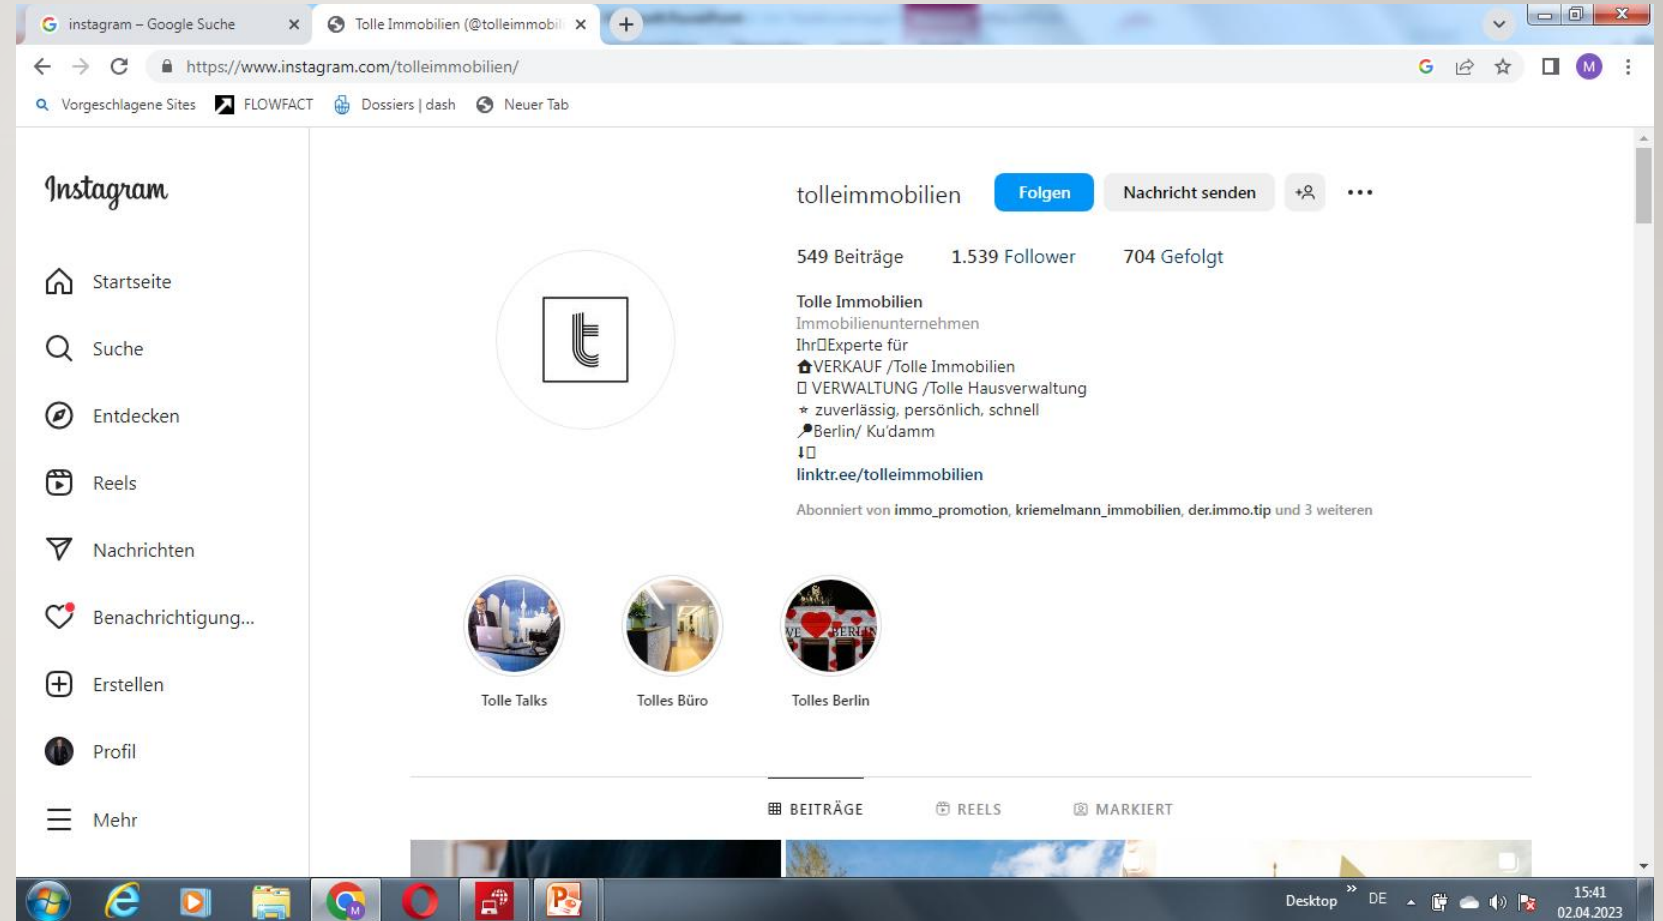 instagram – Google Suche
Tolle Immobilien (@tolleimmobili
https://www.instagram.com/tolleimmobilien/
M
Vorgeschlagene Sites
FLOWFACT
Dossiers | dash
Neuer Tab
Instagram
Startseite
Suche
Entdecken
Reels
Nachrichten
Benachrichtigung...
Erstellen
Profil
Mehr
t
tolleimmobilien Folgen Nachricht senden
549 Beiträge 1.539 Follower 704 Gefolgt
Tolle Immobilien
Immobilienunternehmen
Ihr Experte für
VERKAUF /Tolle Immobilien
VERWALTUNG /Tolle Hausverwaltung
zuverlässig, persönlich, schnell
Berlin/ Ku'damm
linktr.ee/tolleimmobilien
Abonniert von immo_promotion, kriemelmann_immobilien, der.immo.tip und 3 weiteren
BERLIN
Tolle Talks Tolles Büro Tolles Berlin
BEITRÄGE REELS MARKIERT
Desktop » DE 15:41
02.04.2023